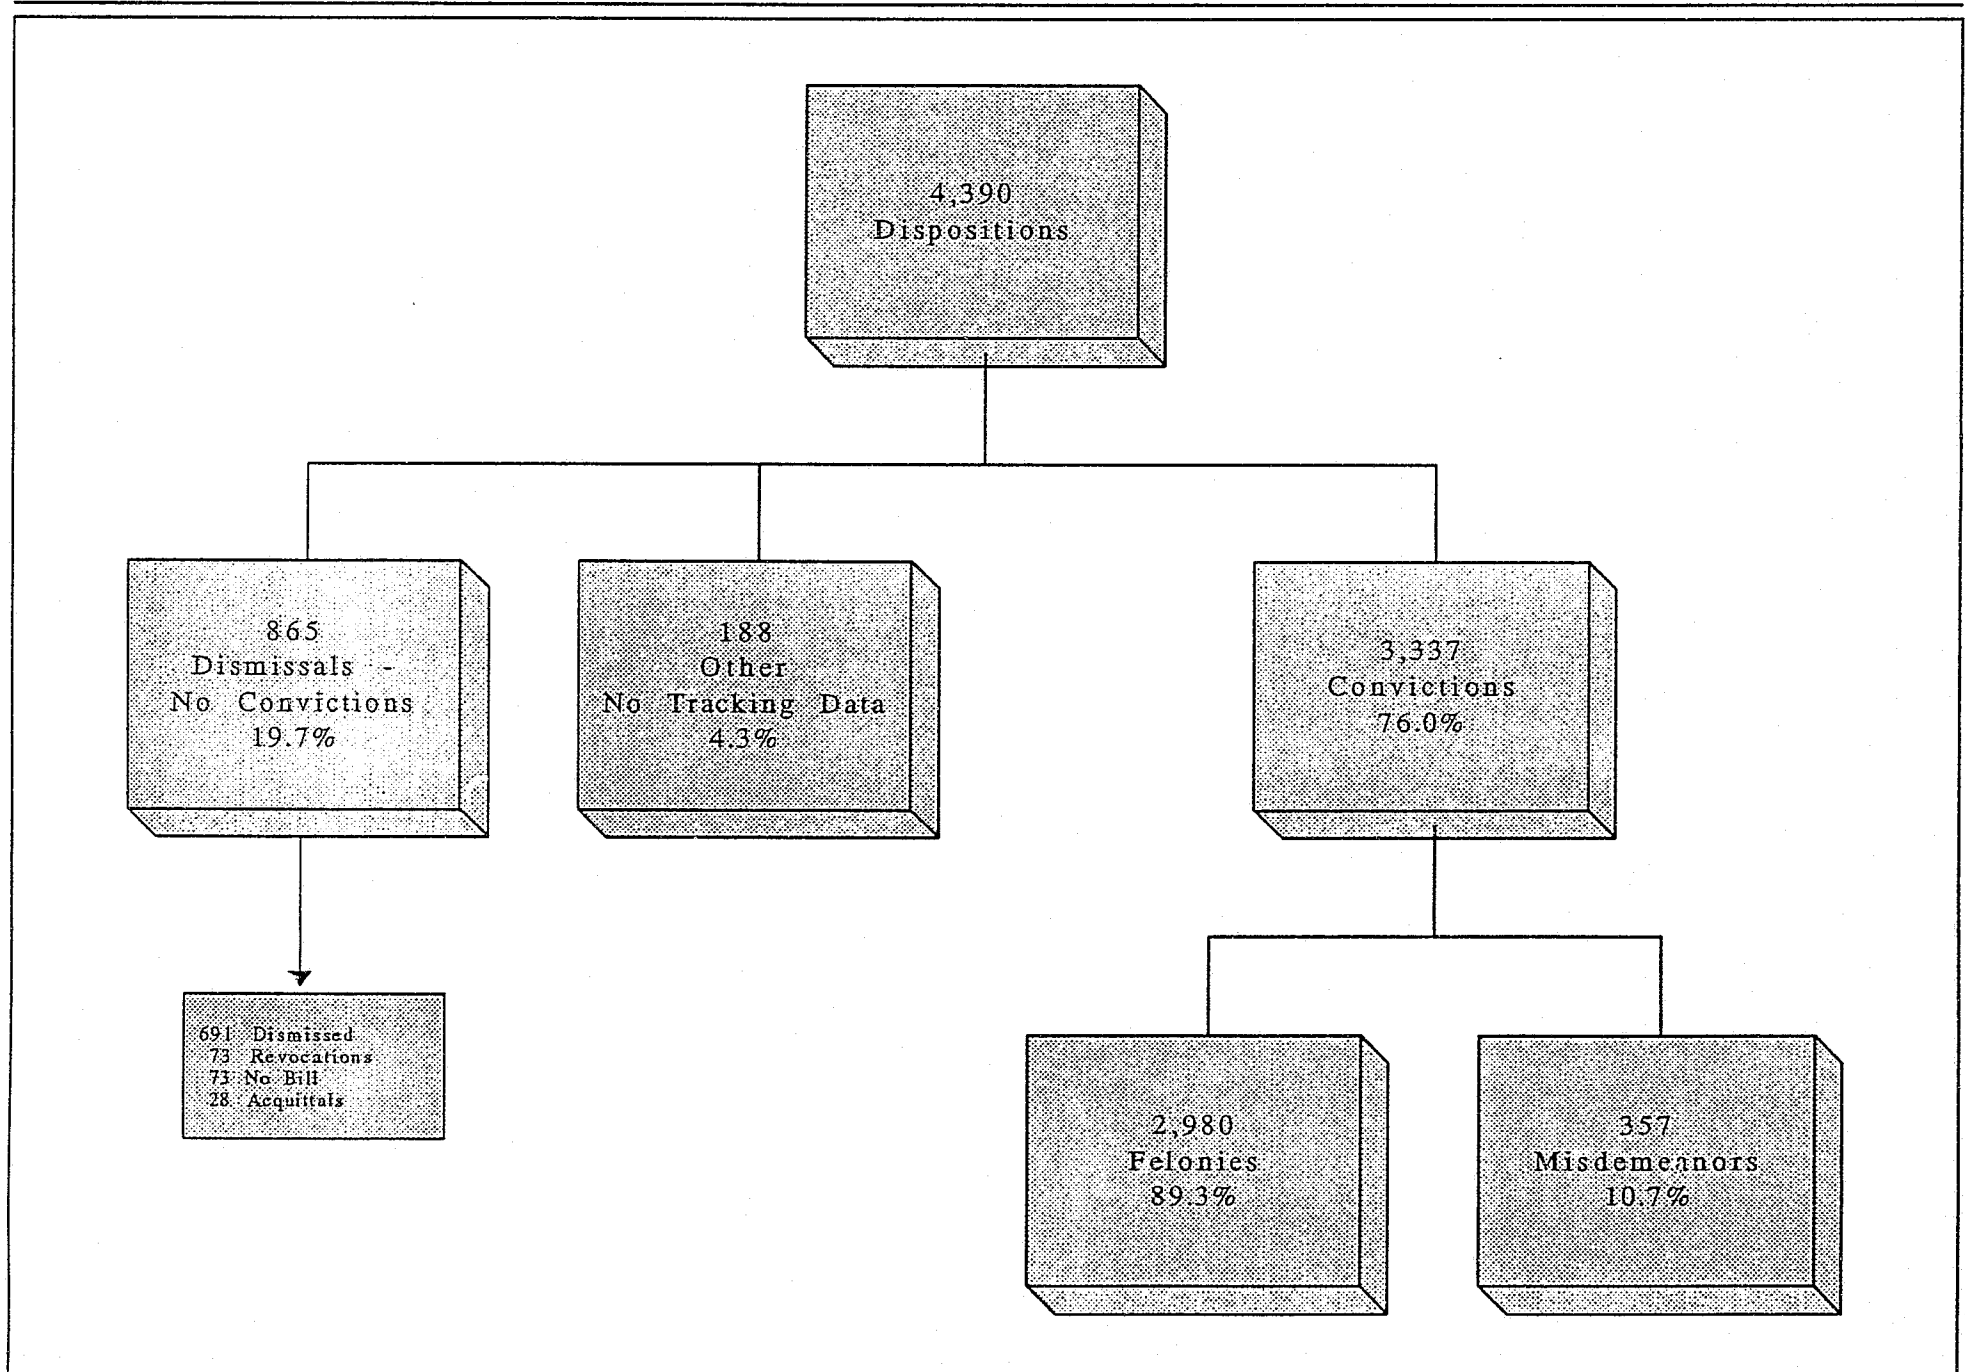 4,390
Dispositions
865
Dismissals -
No Convictions
19.7%
188
Other
No Tracking Data
4.3%
3,337
Convictions
76.0%
691 Dismissed
73 Revocations
73 No Bill
28 Acquittals
2,980
Felonies
89.3%
357
Misdemeanors
10.7%